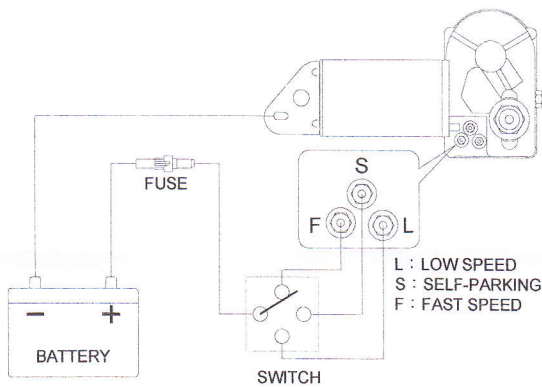 S
FUSE
F
L
L : LOW SPEED
S : SELF-PARKING
F : FAST SPEED
− +
BATTERY
SWITCH